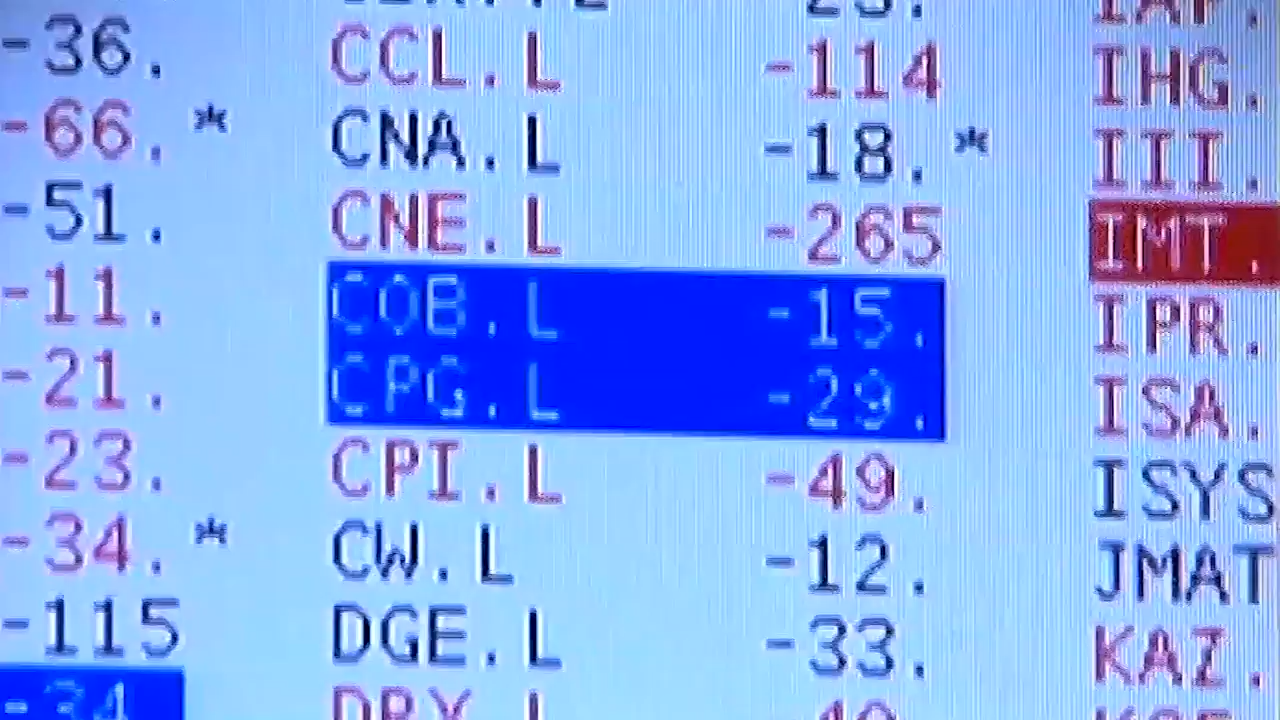 -36. CCL.L -114 IHG.
-66. * CNA.L -18. * III.
-51. CNE.L -265 IMT.
-11. COB.L -15. IPR.
-21. CPG.L -29. ISA.
-23. CPI.L -49. ISYS
-34. * CW.L -12. JMAT
-115 DGE.L -33. KAZ.
-34